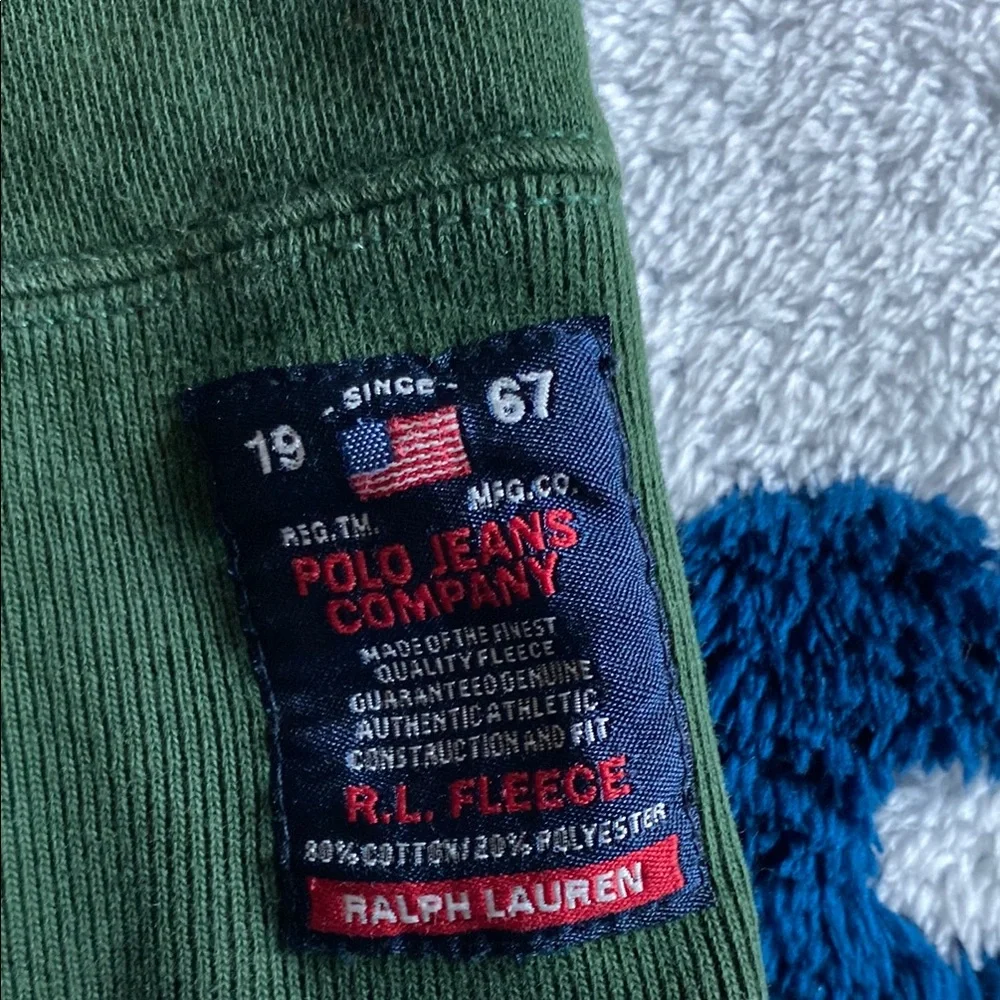 - SINCE -
19 67
REG.TM. MFG.CO.
POLO JEANS
COMPANY
MADE OF THE FINEST
QUALITY FLEECE
GUARANTEED GENUINE
AUTHENTIC ATHLETIC
CONSTRUCTION AND FIT
R.L. FLEECE
80% COTTON/20% POLYESTER
RALPH LAUREN